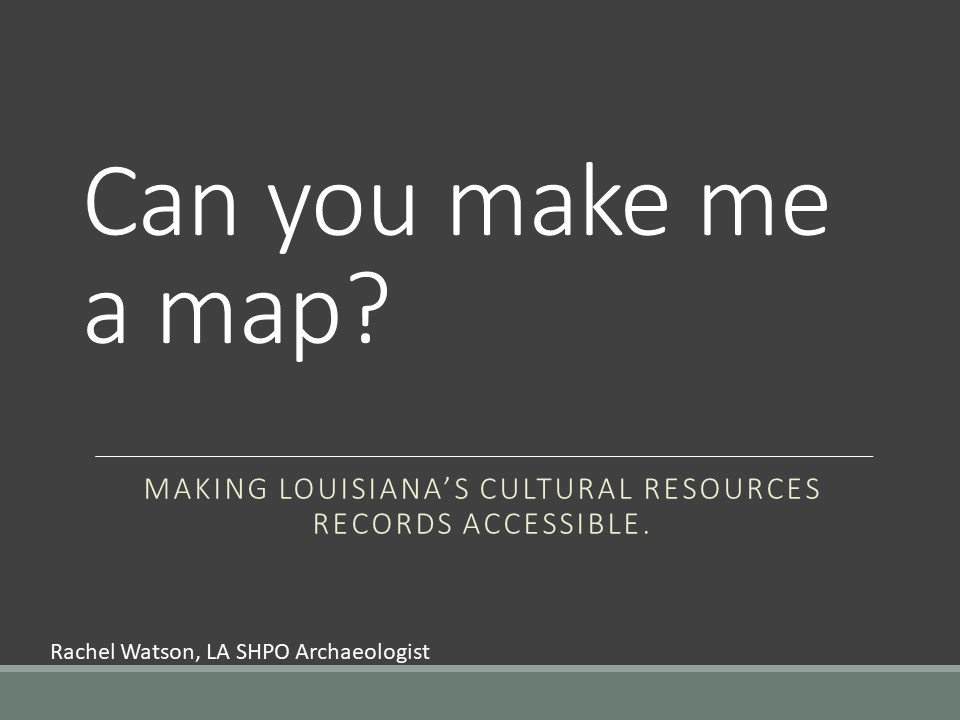 Can you make me
a map?
MAKING LOUISIANA’S CULTURAL RESOURCES
RECORDS ACCESSIBLE.
Rachel Watson, LA SHPO Archaeologist